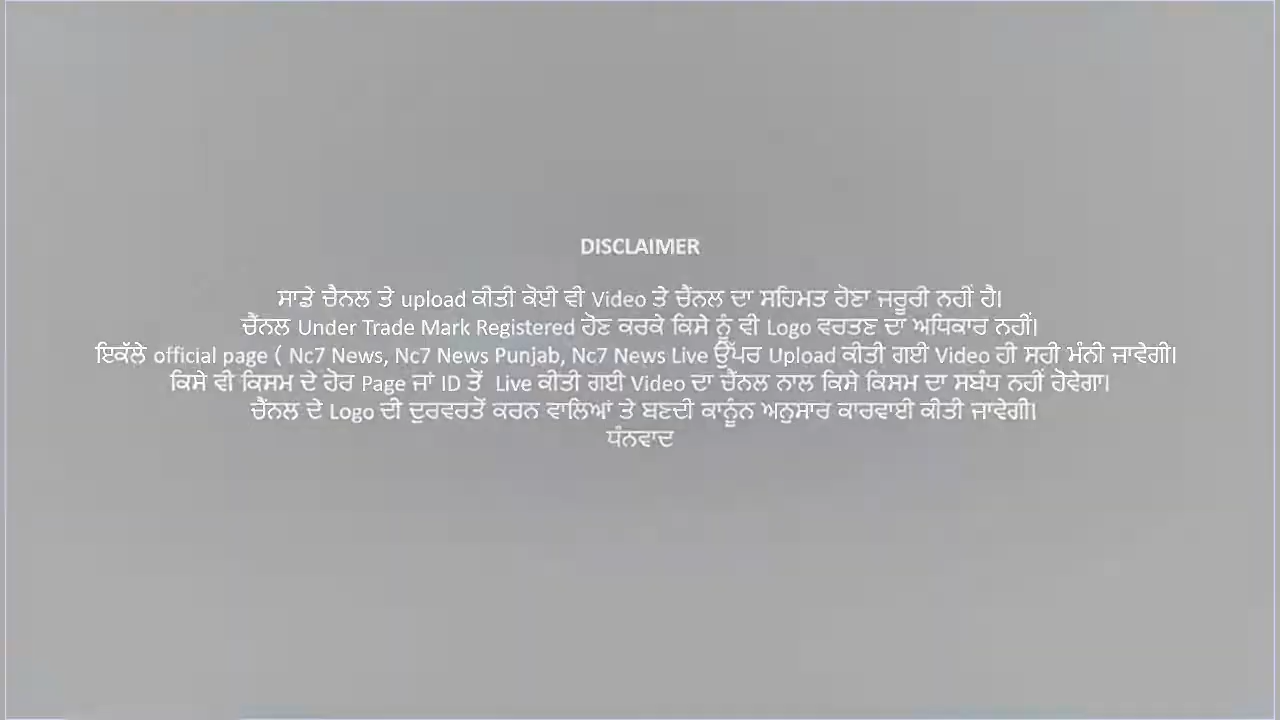 DISCLAIMER
ਸਾਡੇ ਚੈਨਲ ਤੇ upload ਕੀਤੀ ਕੋਈ ਵੀ Video ਤੇ ਚੈਂਨਲ ਦਾ ਸਹਿਮਤ ਹੋਣਾ ਜਰੂਰੀ ਨਹੀਂ ਹੈ।
ਚੈਂਨਲ Under Trade Mark Registered ਹੋਣ ਕਰਕੇ ਕਿਸੇ ਨੂੰ ਵੀ Logo ਵਰਤਣ ਦਾ ਅਧਿਕਾਰ ਨਹੀਂ।
ਇਕੱਲੇ official page ( Nc7 News, Nc7 News Punjab, Nc7 News Live ਉੱਪਰ Upload ਕੀਤੀ ਗਈ Video ਹੀ ਸਹੀ ਮੰਨੀ ਜਾਵੇਗੀ।
ਕਿਸੇ ਵੀ ਕਿਸਮ ਦੇ ਹੋਰ Page ਜਾਂ ID ਤੋਂ Live ਕੀਤੀ ਗਈ Video ਦਾ ਚੈਂਨਲ ਨਾਲ ਕਿਸੇ ਕਿਸਮ ਦਾ ਸਬੰਧ ਨਹੀਂ ਹੋਵੇਗਾ।
ਚੈਂਨਲ ਦੇ Logo ਦੀ ਦੁਰਵਰਤੋਂ ਕਰਨ ਵਾਲਿਆਂ ਤੇ ਬਣਦੀ ਕਾਨੂੰਨ ਅਨੁਸਾਰ ਕਾਰਵਾਈ ਕੀਤੀ ਜਾਵੇਗੀ।
ਧੰਨਵਾਦ